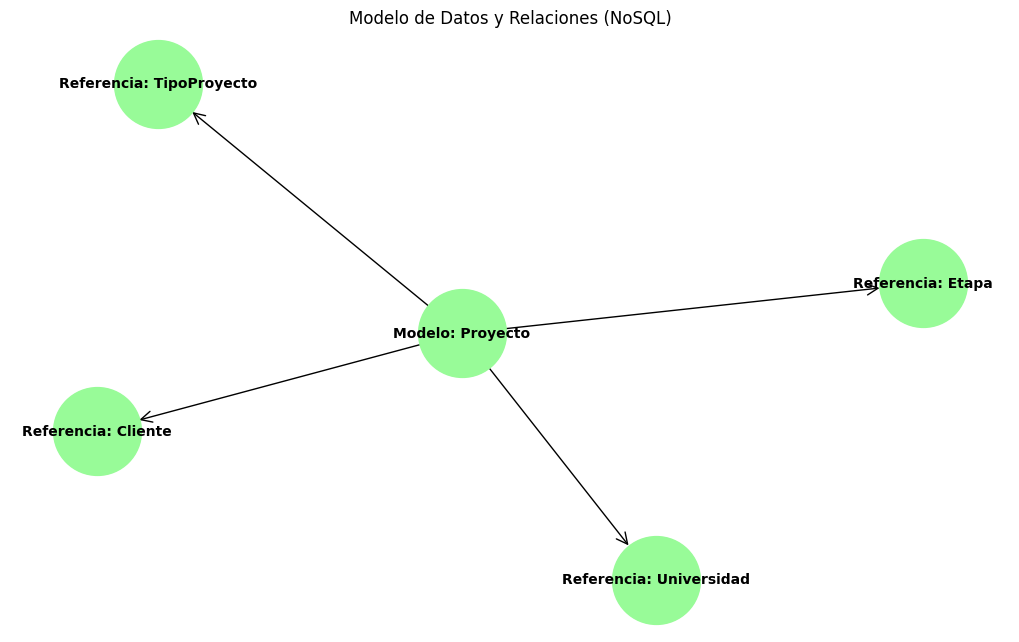 Modelo de Datos y Relaciones (NoSQL)
Referencia: TipoProyecto
Referencia: Etapa
Modelo: Proyecto
Referencia: Cliente
Referencia: Universidad